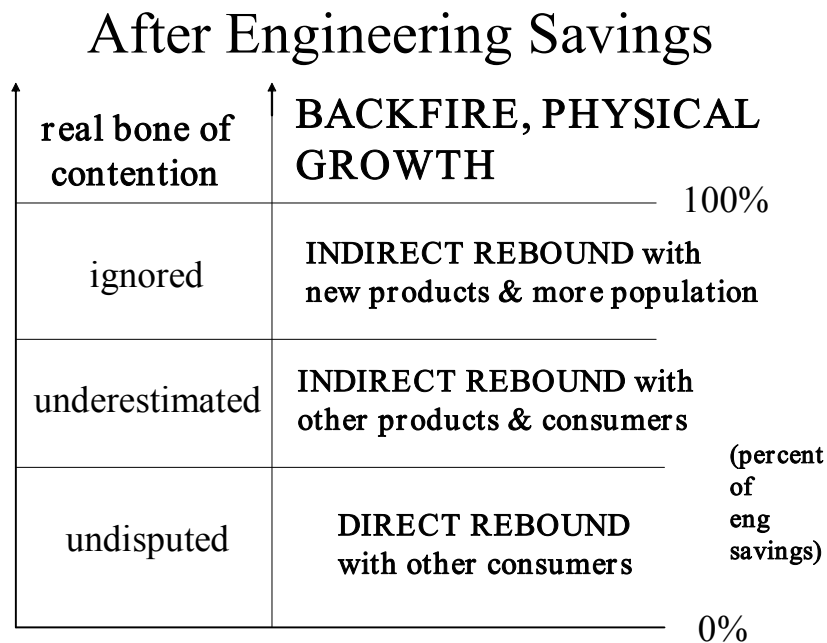 After Engineering Savings
real bone of
contention
BACKFIRE, PHYSICAL
GROWTH
100%
ignored
INDIRECT REBOUND with
new products & more population
underestimated
INDIRECT REBOUND with
other products & consumers
(percent
of
eng
savings)
undisputed
DIRECT REBOUND
with other consumers
0%